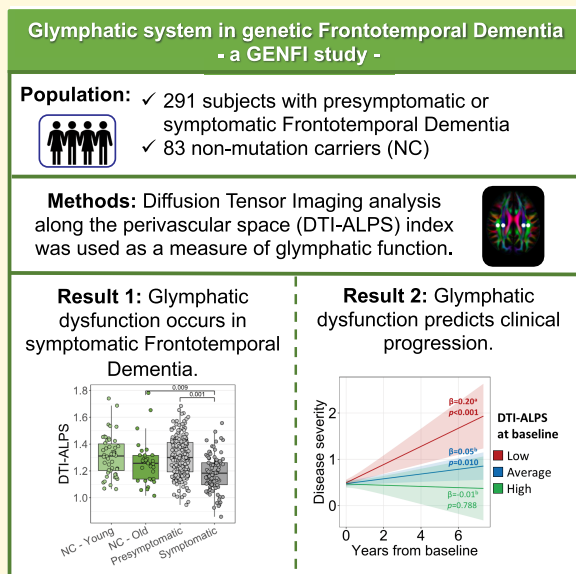 Glymphatic system in genetic Frontotemporal Dementia
- a GENFI study -
Population:
✓ 291 subjects with presymptomatic or
symptomatic Frontotemporal Dementia
✓ 83 non-mutation carriers (NC)
Methods: Diffusion Tensor Imaging analysis
along the perivascular space (DTI-ALPS) index
was used as a measure of glymphatic function.
Result 1: Glymphatic
dysfunction occurs in
symptomatic Frontotemporal
Dementia.
0.009
0.001
DTI-ALPS
1.8
1.6
1.4
1.2
1.0
NC - Young
NC - Old
Presymptomatic
Symptomatic
Result 2: Glymphatic
dysfunction predicts clinical
progression.
Disease severity
2
1
0
β=0.20ᵃ
p<0.001
β=0.05ᵇ
p=0.010
β=-0.01ᵇ
p=0.788
0
2
4
6
Years from baseline
DTI-ALPS
at baseline
Low
Average
High